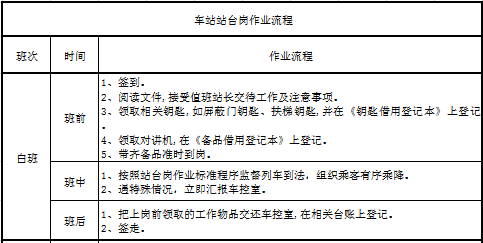 车站站台岗作业流程
班次 时间 作业流程
白班
班前
1、签到。
2、阅读文件,接受值班站长交待工作及注意事项。
3、领取相关钥匙,如屏蔽门钥匙、扶梯钥匙,并在《钥匙借用登记本》上登记
。
4、领取对讲机,在《备品借用登记本》上登记。
5、带齐备品准时到岗。
班中
1、按照站台岗作业标准程序监督列车到法，组织乘客有序乘降。
2、通特殊情况，立即汇报车控室。
班后
1、把上岗前领取的工作物品交还车控室,在相关台账上登记。
2、签走。